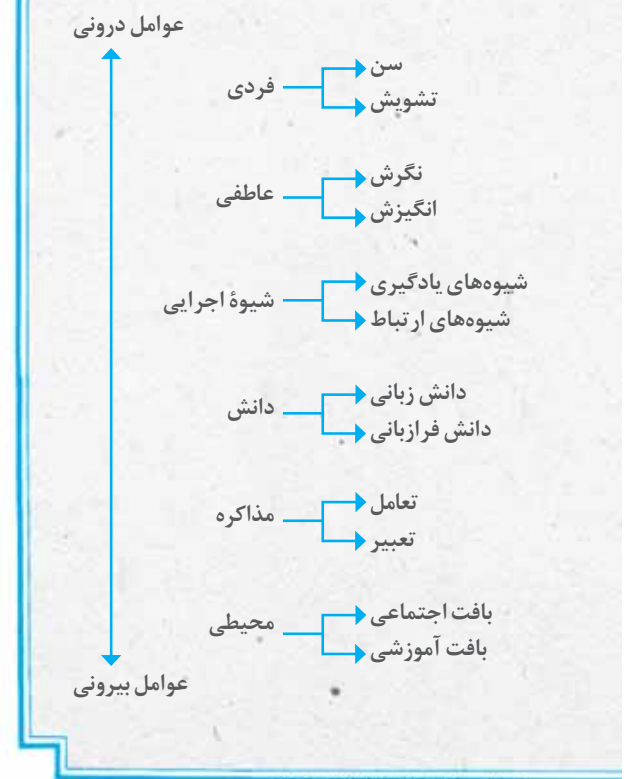 عوامل درونی
سن
فردی
تشویش
نگرش
عاطفی
انگیزش
شیوه‌های یادگیری
شیوهٔ اجرایی
شیوه‌های ارتباط
دانش زبانی
دانش
دانش فرازبانی
تعامل
مذاکره
تعبیر
بافت اجتماعی
محیطی
بافت آموزشی
عوامل بیرونی